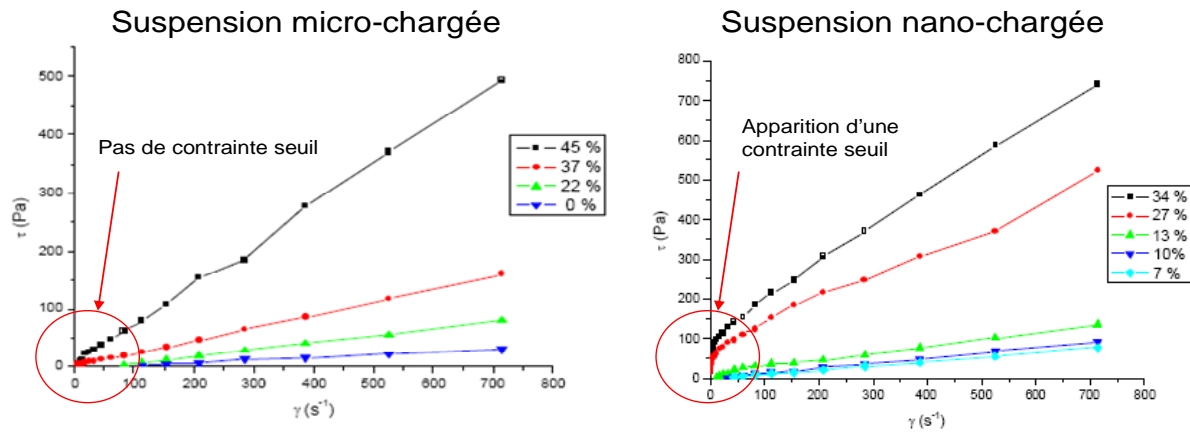 Suspension micro-chargée
500
400
300
200
100
0
τ (Pa)
0 100 200 300 400 500 600 700 800
γ (s⁻¹)
Pas de contrainte seuil
45 %
37 %
22 %
0 %
Suspension nano-chargée
800
700
600
500
400
300
200
100
0
τ (Pa)
0 100 200 300 400 500 600 700 800
γ (s⁻¹)
Apparition d'une
contrainte seuil
34 %
27 %
13 %
10%
7 %